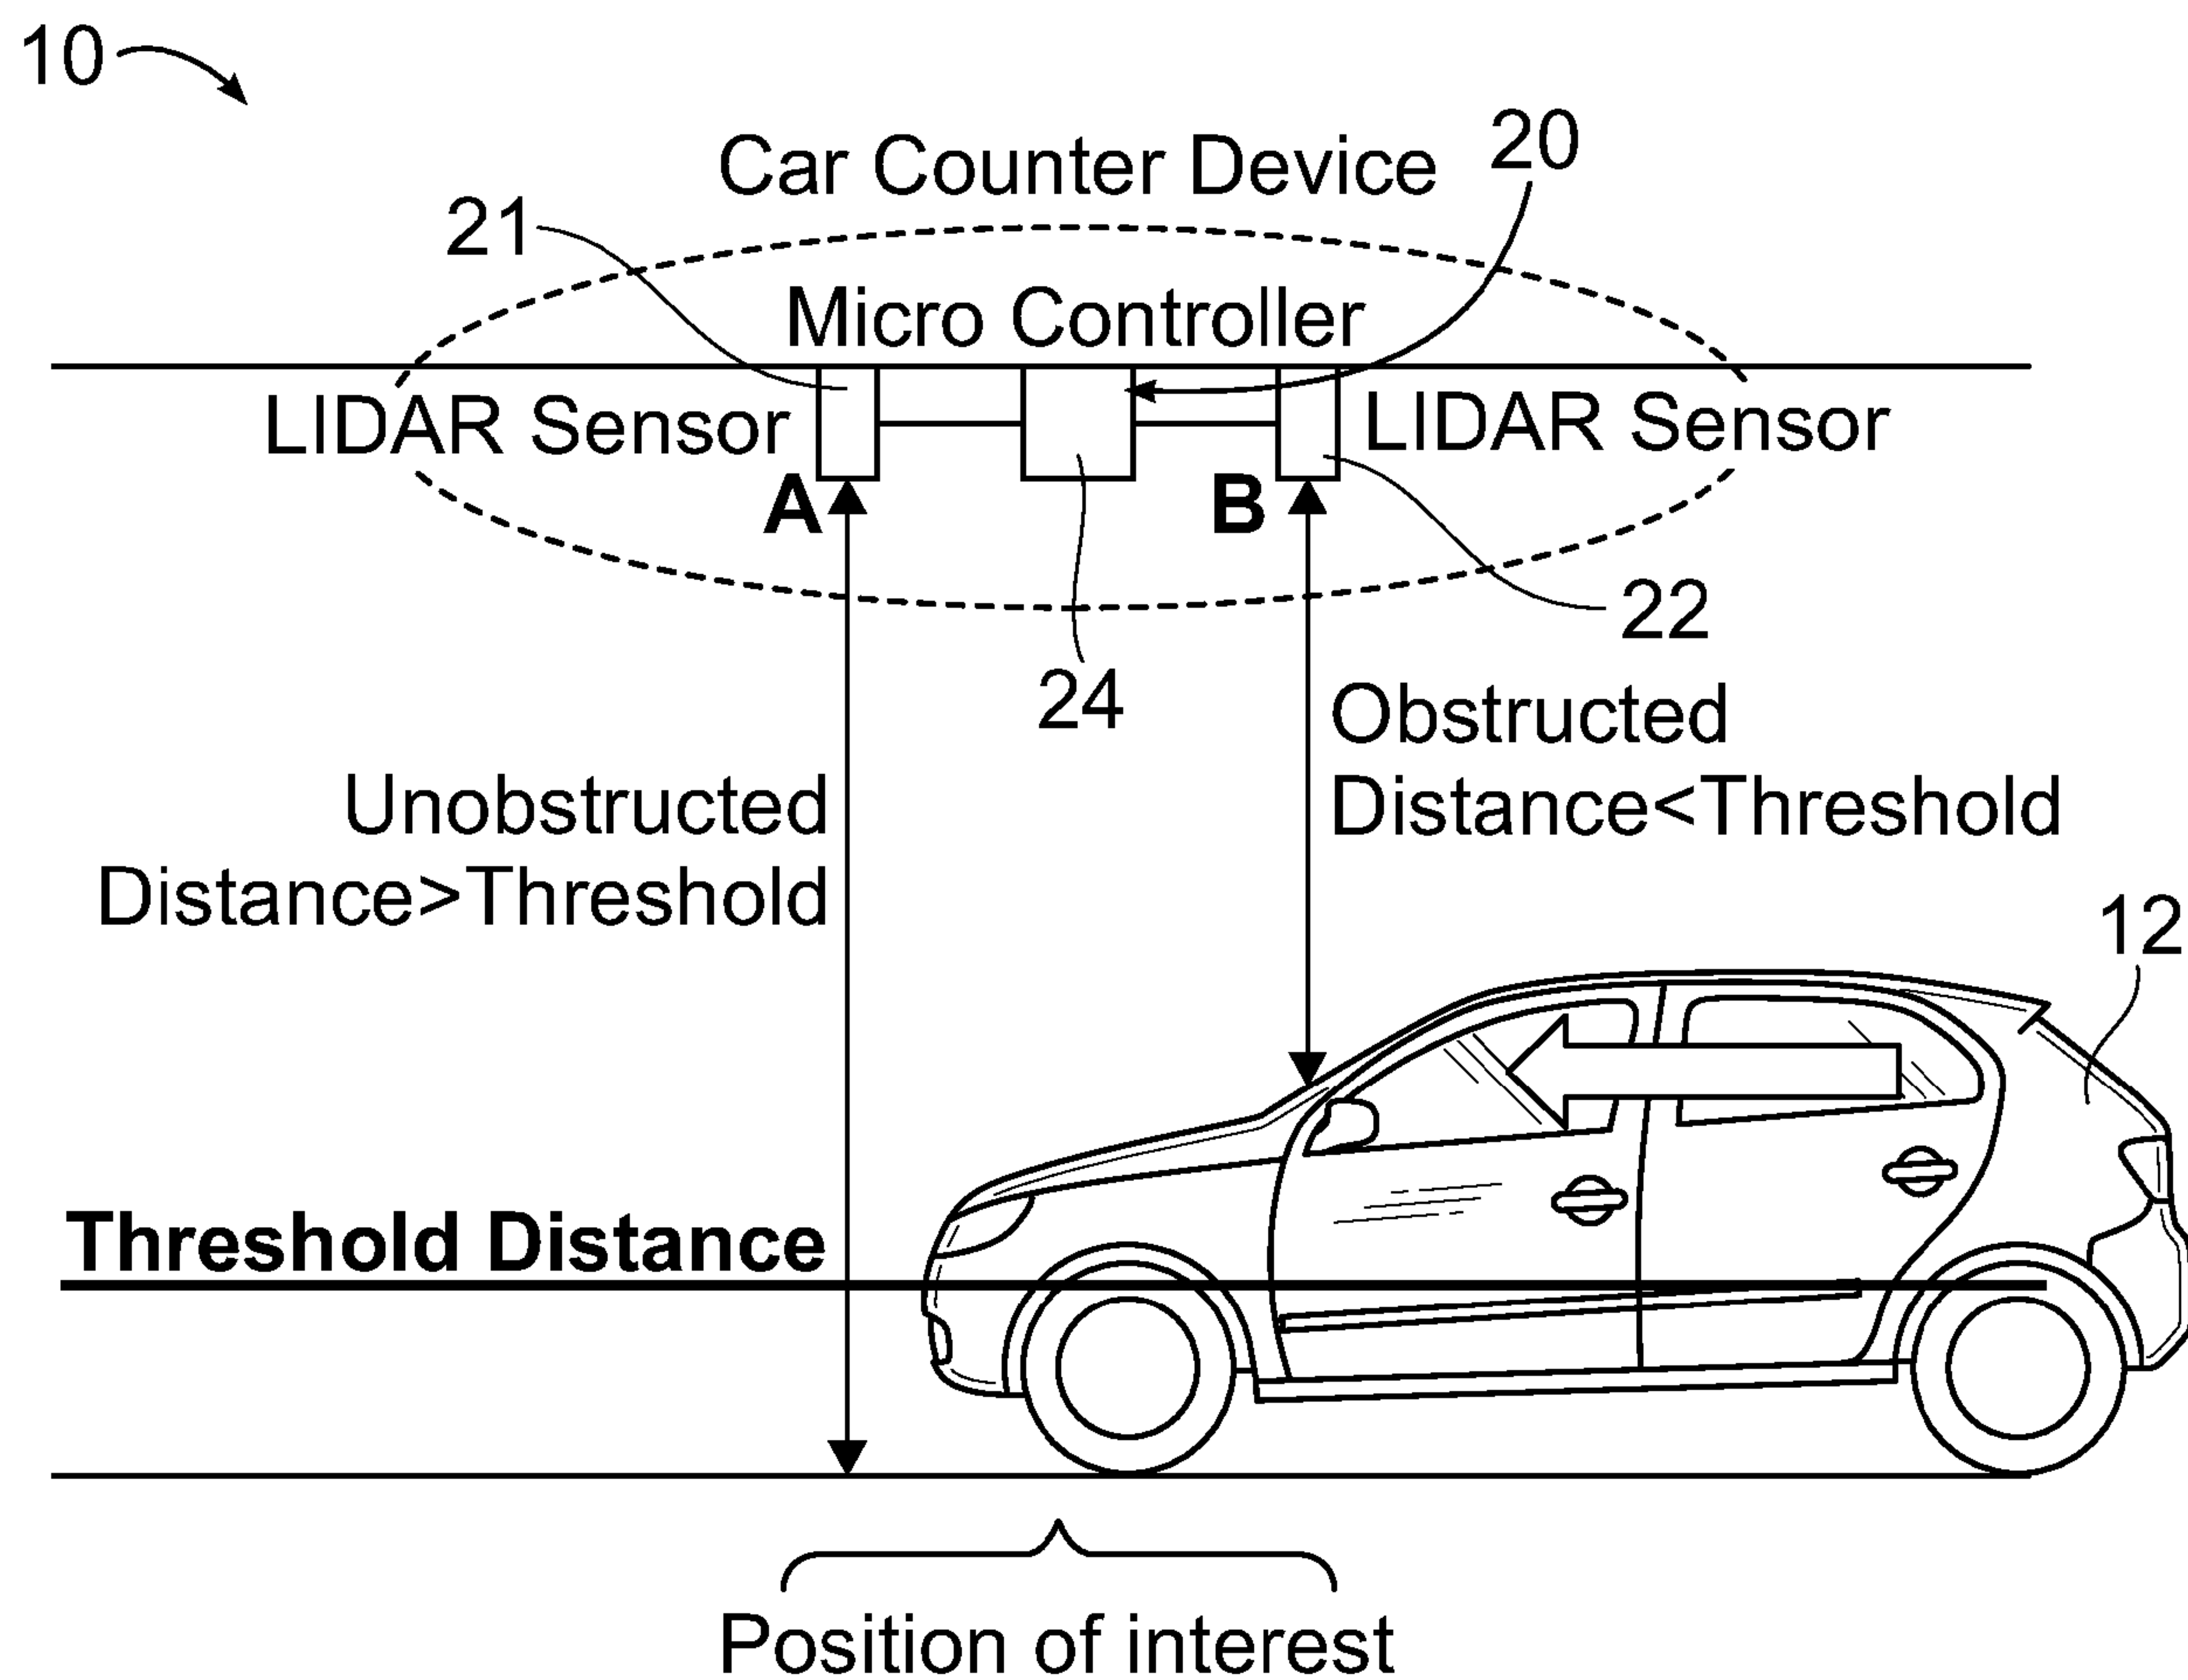 10
Car Counter Device
20
21
Micro Controller
LIDAR Sensor
LIDAR Sensor
A
B
22
24
Obstructed
Distance<Threshold
Unobstructed
Distance>Threshold
12
Threshold Distance
Position of interest